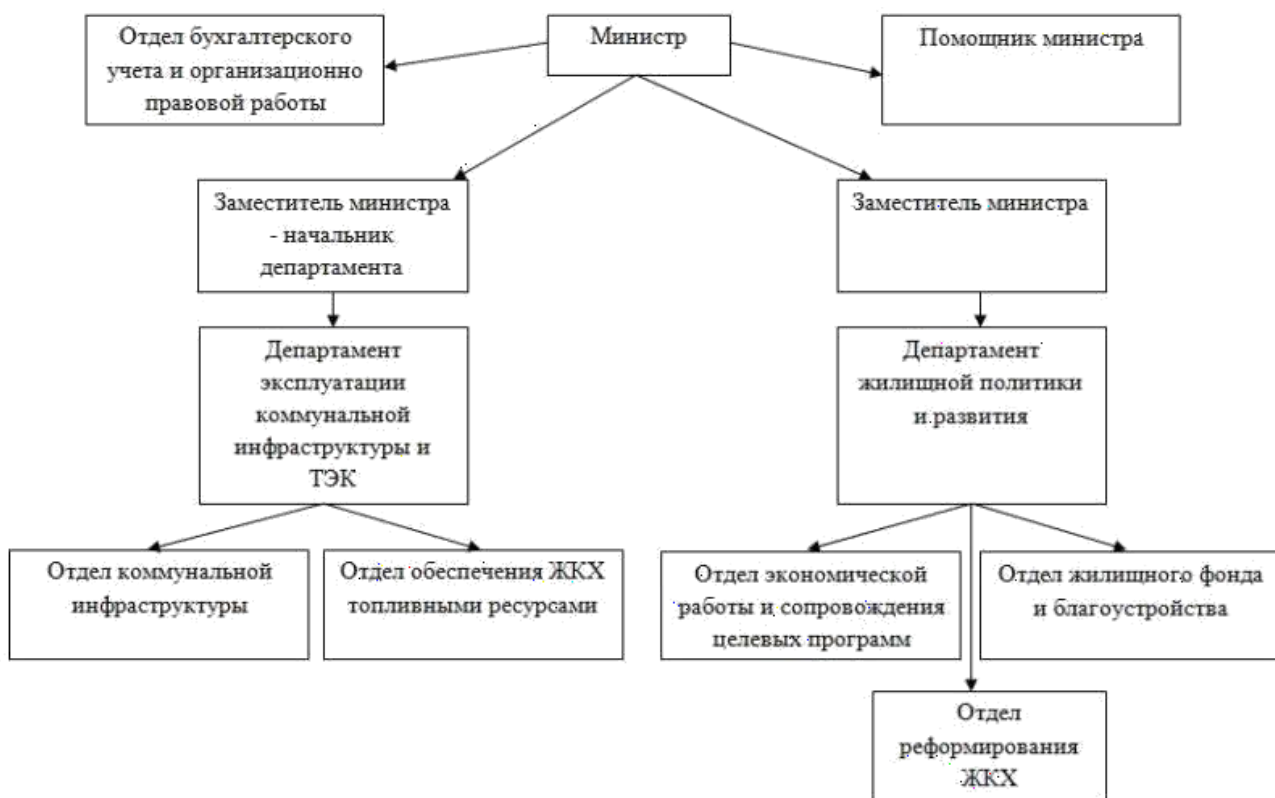 Отдел бухгалтерского
учета и организационно
правовой работы
Министр
Помощник министра
Заместитель министра
- начальник
департамента
Заместитель министра
Департамент
эксплуатации
коммунальной
инфраструктуры и
ТЭК
Департамент
жилищной политики
и развития
Отдел коммунальной
инфраструктуры
Отдел обеспечения ЖКХ
топливными ресурсами
Отдел экономической
работы и сопровождения
целевых программ
Отдел жилищного фонда
и благоустройства
Отдел
реформирования
ЖКХ